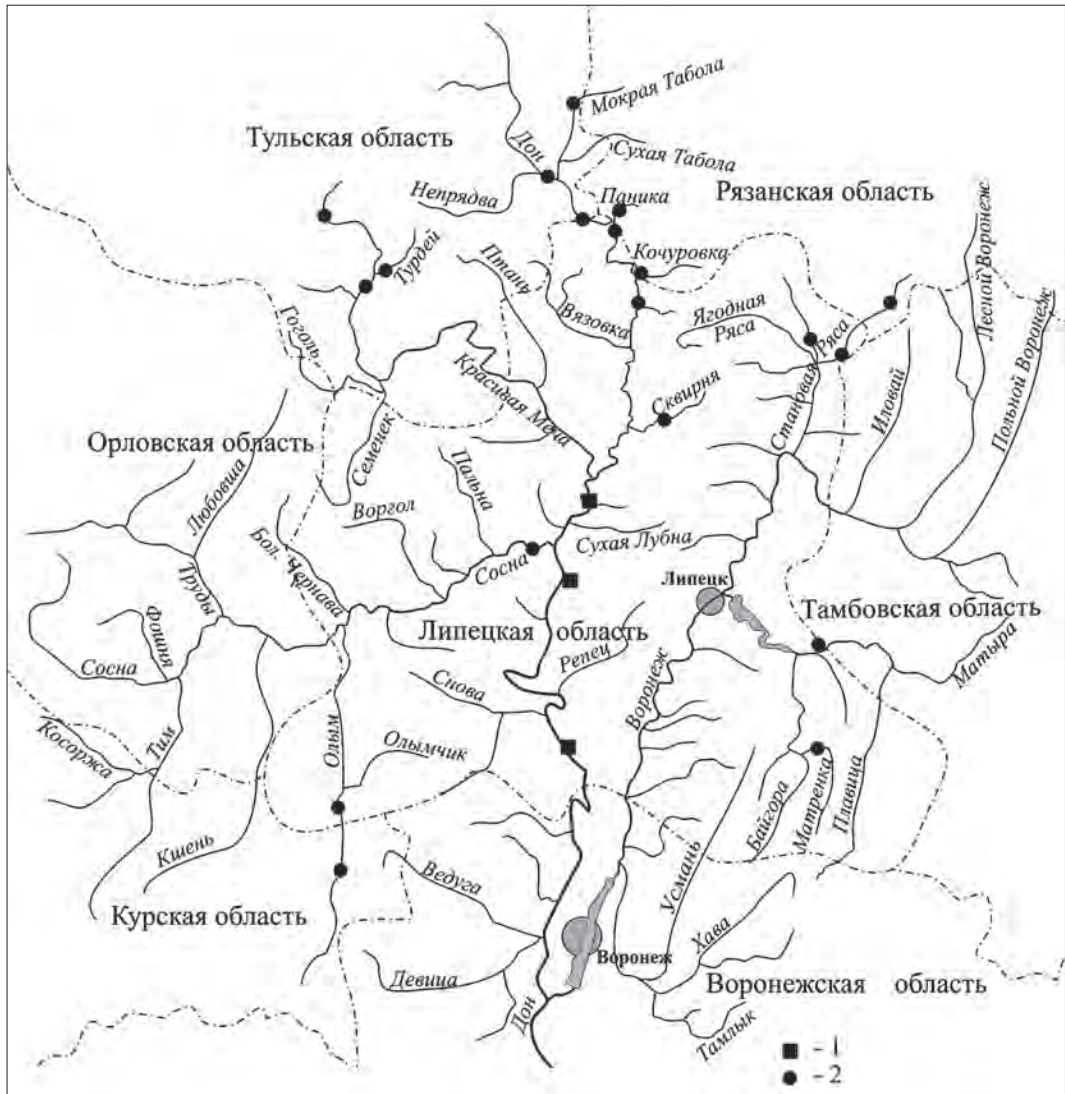 Мокрая Табола
Тульская область
Дон
Сухая Табола
Непрядва
Паника
Рязанская область
Турдей
Птань
Кочуровка
Лесной Воронеж
Гоголь
Вязовка
Ягодная
Ряса
Становая Ряса
Польной Воронеж
Красивая Меча
Сквирня
Иловай
Орловская область
Семенек
Любовша
Пальна
Воргол
Сухая Лубна
Бол. Чернава
Сосна
Липецк
Труды
Тамбовская область
Фошня
Липецкая область
Репец
Матыра
Сосна
Снова
Воронеж
Косоржа
Тим
Олым
Олымчик
Байгора
Матренка
Плавица
Кшень
Усмань
Ведуга
Курская область
Хава
Воронеж
Девица
Воронежская область
Дон
Тамлык
- 1
- 2